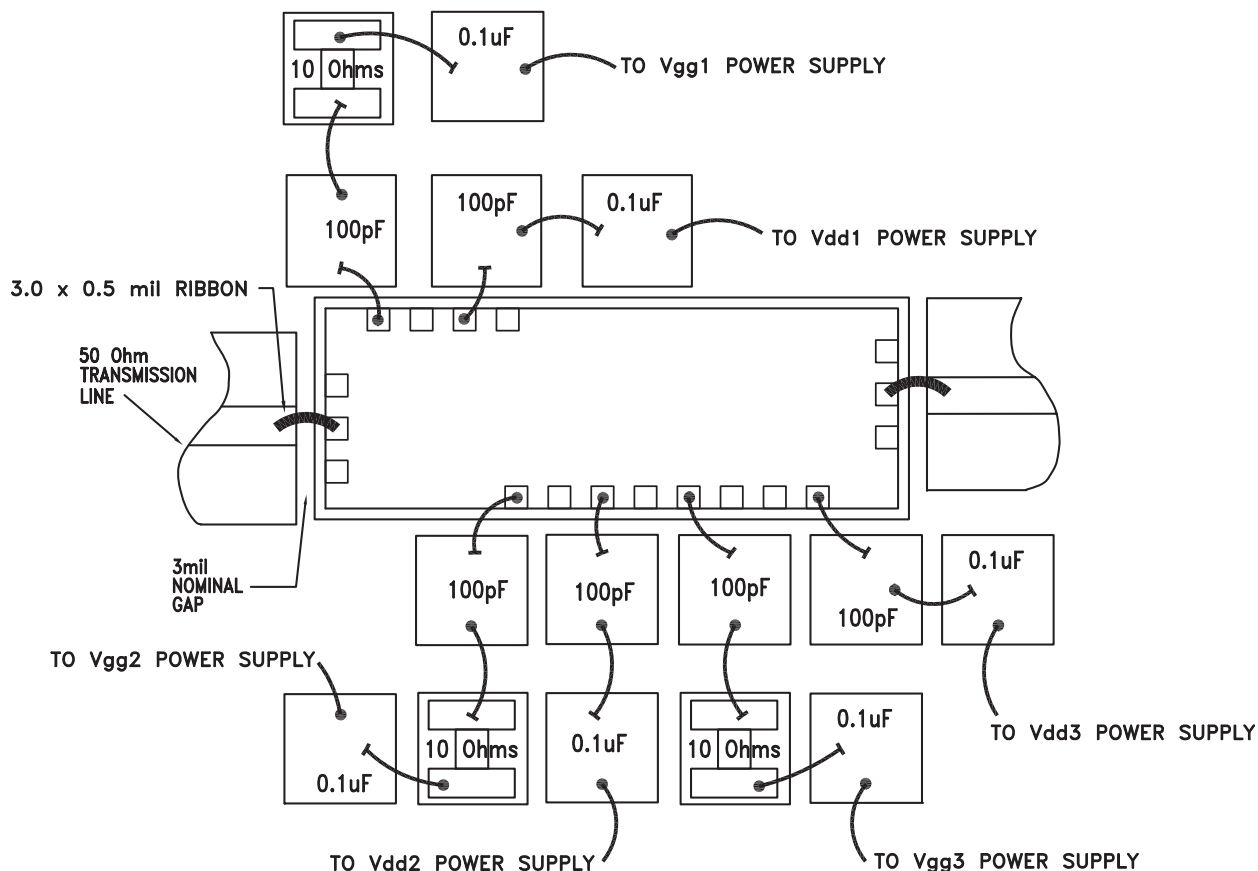 0.1uF
10 Ohms
TO Vgg1 POWER SUPPLY
100pF
0.1uF
100pF
TO Vdd1 POWER SUPPLY
3.0 x 0.5 mil RIBBON
50 Ohm
TRANSMISSION
LINE
3mil
NOMINAL
GAP
0.1uF
100pF
100pF
100pF
100pF
TO Vgg2 POWER SUPPLY
TO Vdd3 POWER SUPPLY
0.1uF
10 Ohms
0.1uF
10 Ohms
0.1uF
TO Vdd2 POWER SUPPLY
TO Vgg3 POWER SUPPLY